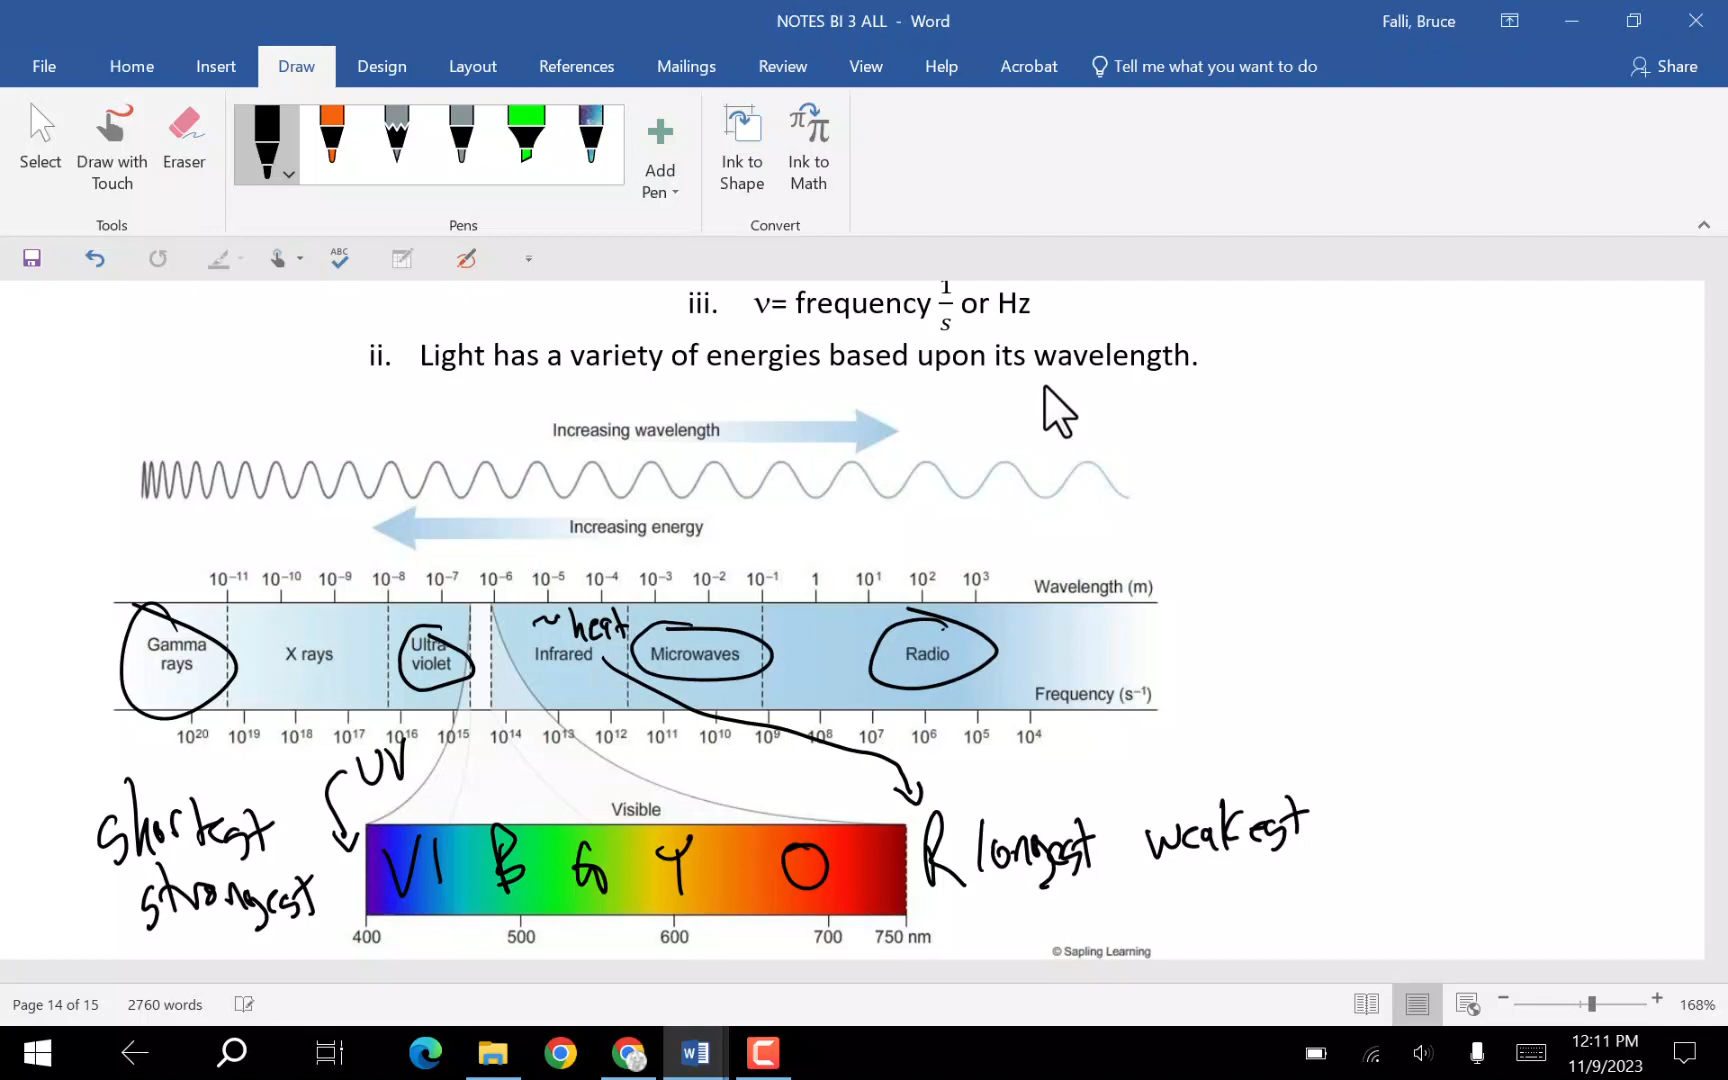 NOTES BI 3 ALL - Word
Falli, Bruce
File Home Insert Draw Design Layout References Mailings Review View Help Acrobat Tell me what you want to do Share
Select
Draw with Touch
Eraser
Add Pen
Ink to Shape
Ink to Math
Tools Pens Convert
ABC
iii. ν= frequency 1/s or Hz
ii. Light has a variety of energies based upon its wavelength.
Increasing wavelength
Increasing energy
10⁻¹¹ 10⁻¹⁰ 10⁻⁹ 10⁻⁸ 10⁻⁷ 10⁻⁶ 10⁻⁵ 10⁻⁴ 10⁻³ 10⁻² 10⁻¹ 1 10¹ 10² 10³ Wavelength (m)
~ heat
Gamma rays
X rays
Ultra violet
Infrared
Microwaves
Radio
Frequency (s⁻¹)
10²⁰ 10¹⁹ 10¹⁸ 10¹⁷ 10¹⁶ 10¹⁵ 10¹⁴ 10¹³ 10¹² 10¹¹ 10¹⁰ 10⁹ 10⁸ 10⁷ 10⁶ 10⁵ 10⁴
UV
Visible
shortest
strongest
V I B G Y O R longest weakest
400 500 600 700 750 nm
© Sapling Learning
Page 14 of 15 2760 words 168%
12:11 PM
11/9/2023